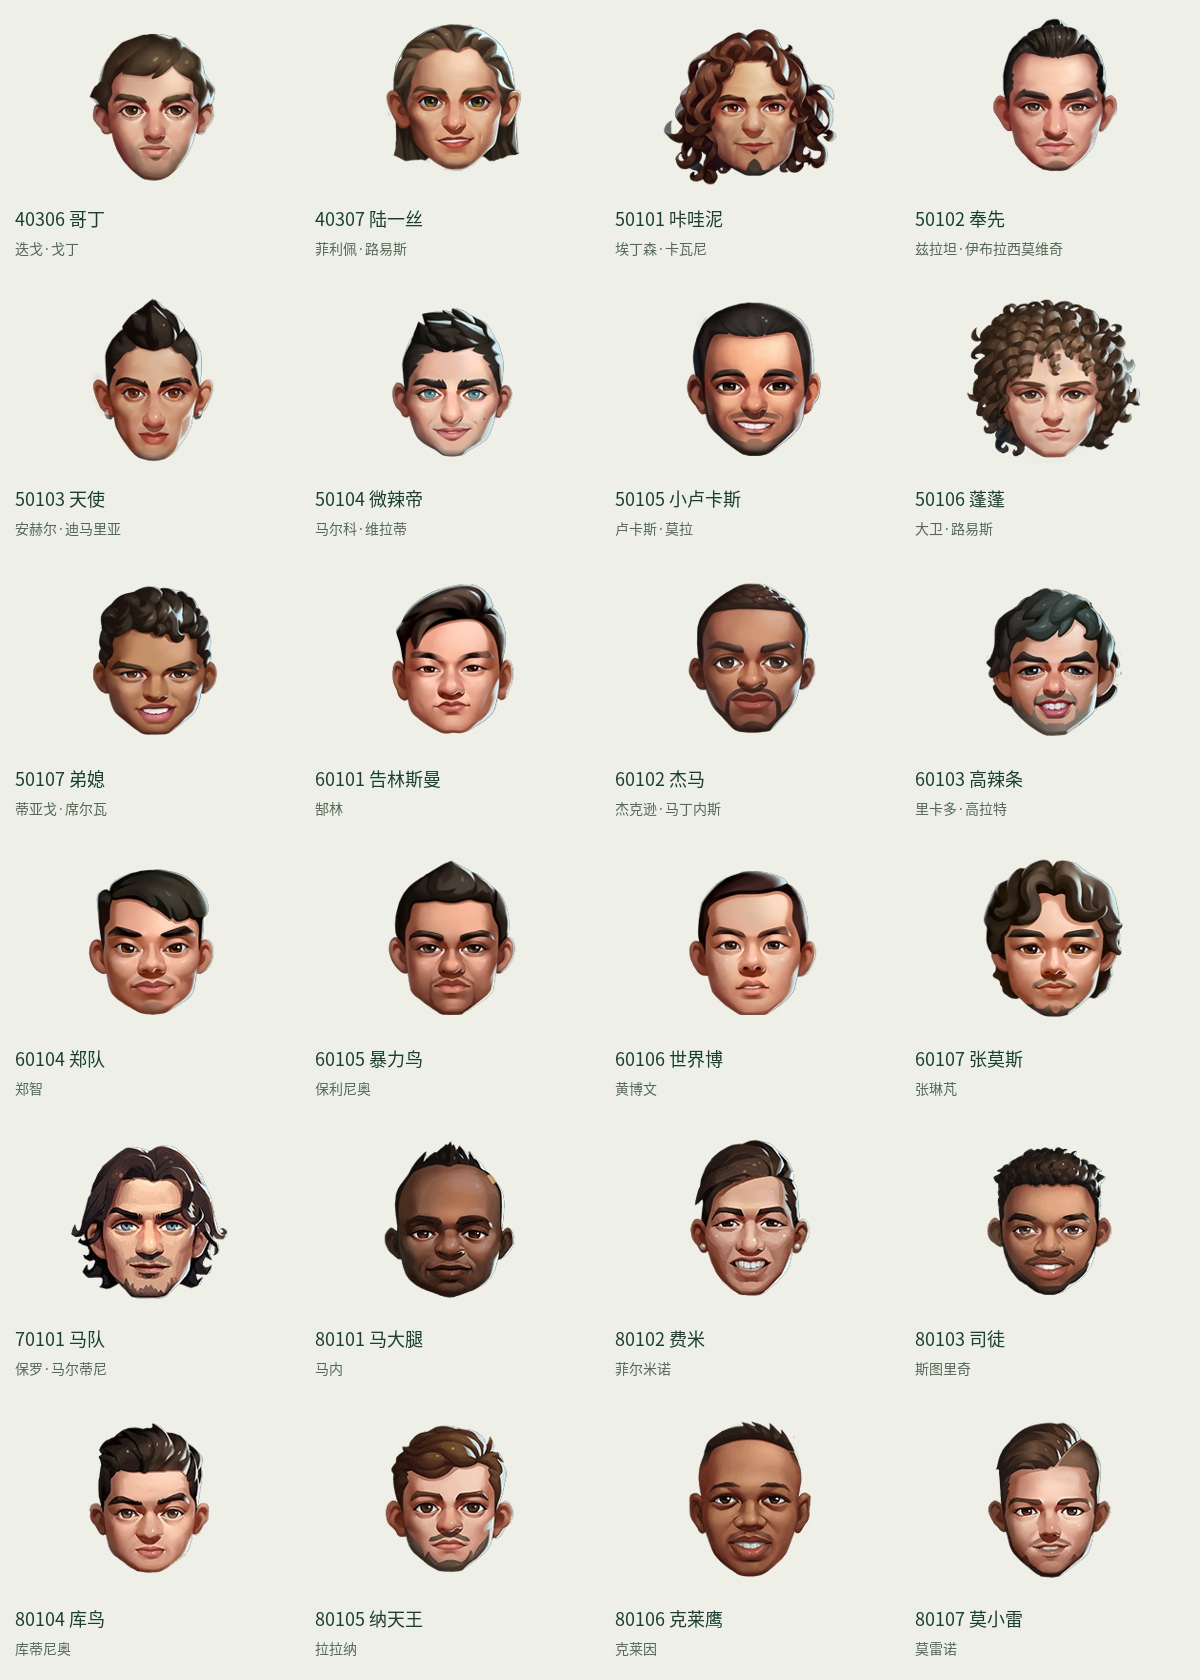 40306 哥丁
迭戈·戈丁
40307 陆一丝
菲利佩·路易斯
50101 咔哇泥
埃丁森·卡瓦尼
50102 奉先
兹拉坦·伊布拉西莫维奇
50103 天使
安赫尔·迪马里亚
50104 微辣帝
马尔科·维拉蒂
50105 小卢卡斯
卢卡斯·莫拉
50106 蓬蓬
大卫·路易斯
50107 弟媳
蒂亚戈·席尔瓦
60101 告林斯曼
郜林
60102 杰马
杰克逊·马丁内斯
60103 高辣条
里卡多·高拉特
60104 郑队
郑智
60105 暴力鸟
保利尼奥
60106 世界博
黄博文
60107 张莫斯
张琳芃
70101 马队
保罗·马尔蒂尼
80101 马大腿
马内
80102 费米
菲尔米诺
80103 司徒
斯图里奇
80104 库鸟
库蒂尼奥
80105 纳天王
拉拉纳
80106 克莱鹰
克莱因
80107 莫小雷
莫雷诺